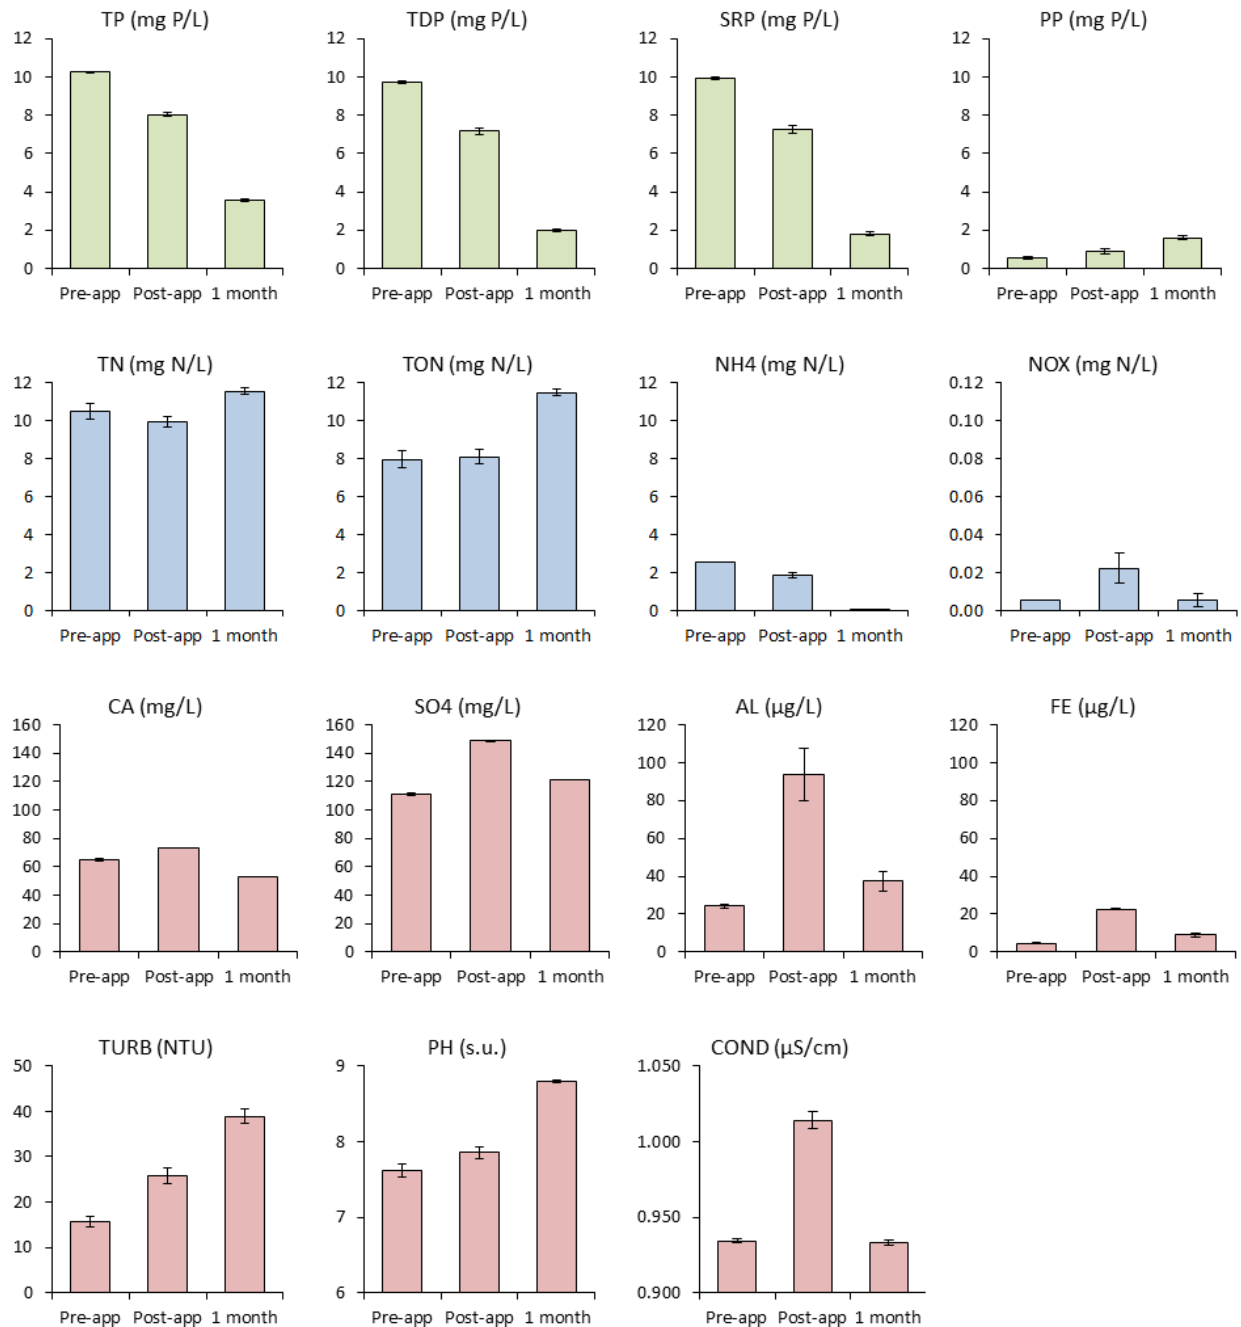 TP (mg P/L) TDP (mg P/L) SRP (mg P/L) PP (mg P/L)
12 12 12 12
10 10 10 10
8 8 8 8
6 6 6 6
4 4 4 4
2 2 2 2
0 0 0 0
Pre-app Post-app 1 month Pre-app Post-app 1 month Pre-app Post-app 1 month Pre-app Post-app 1 month
TN (mg N/L) TON (mg N/L) NH4 (mg N/L) NOX (mg N/L)
12 12 12 0.12
10 10 10 0.10
8 8 8 0.08
6 6 6 0.06
4 4 4 0.04
2 2 2 0.02
0 0 0 0.00
Pre-app Post-app 1 month Pre-app Post-app 1 month Pre-app Post-app 1 month Pre-app Post-app 1 month
CA (mg/L) SO4 (mg/L) AL (µg/L) FE (µg/L)
160 160 120 120
140 140 100 100
120 120 80 80
100 100 60 60
80 80 40 40
60 60 20 20
40 40 0 0
20 20
0 0
Pre-app Post-app 1 month Pre-app Post-app 1 month Pre-app Post-app 1 month Pre-app Post-app 1 month
TURB (NTU) PH (s.u.) COND (µS/cm)
50 9 1.050
40 8 1.000
30 7 0.950
20 6 0.900
10
0
Pre-app Post-app 1 month Pre-app Post-app 1 month Pre-app Post-app 1 month